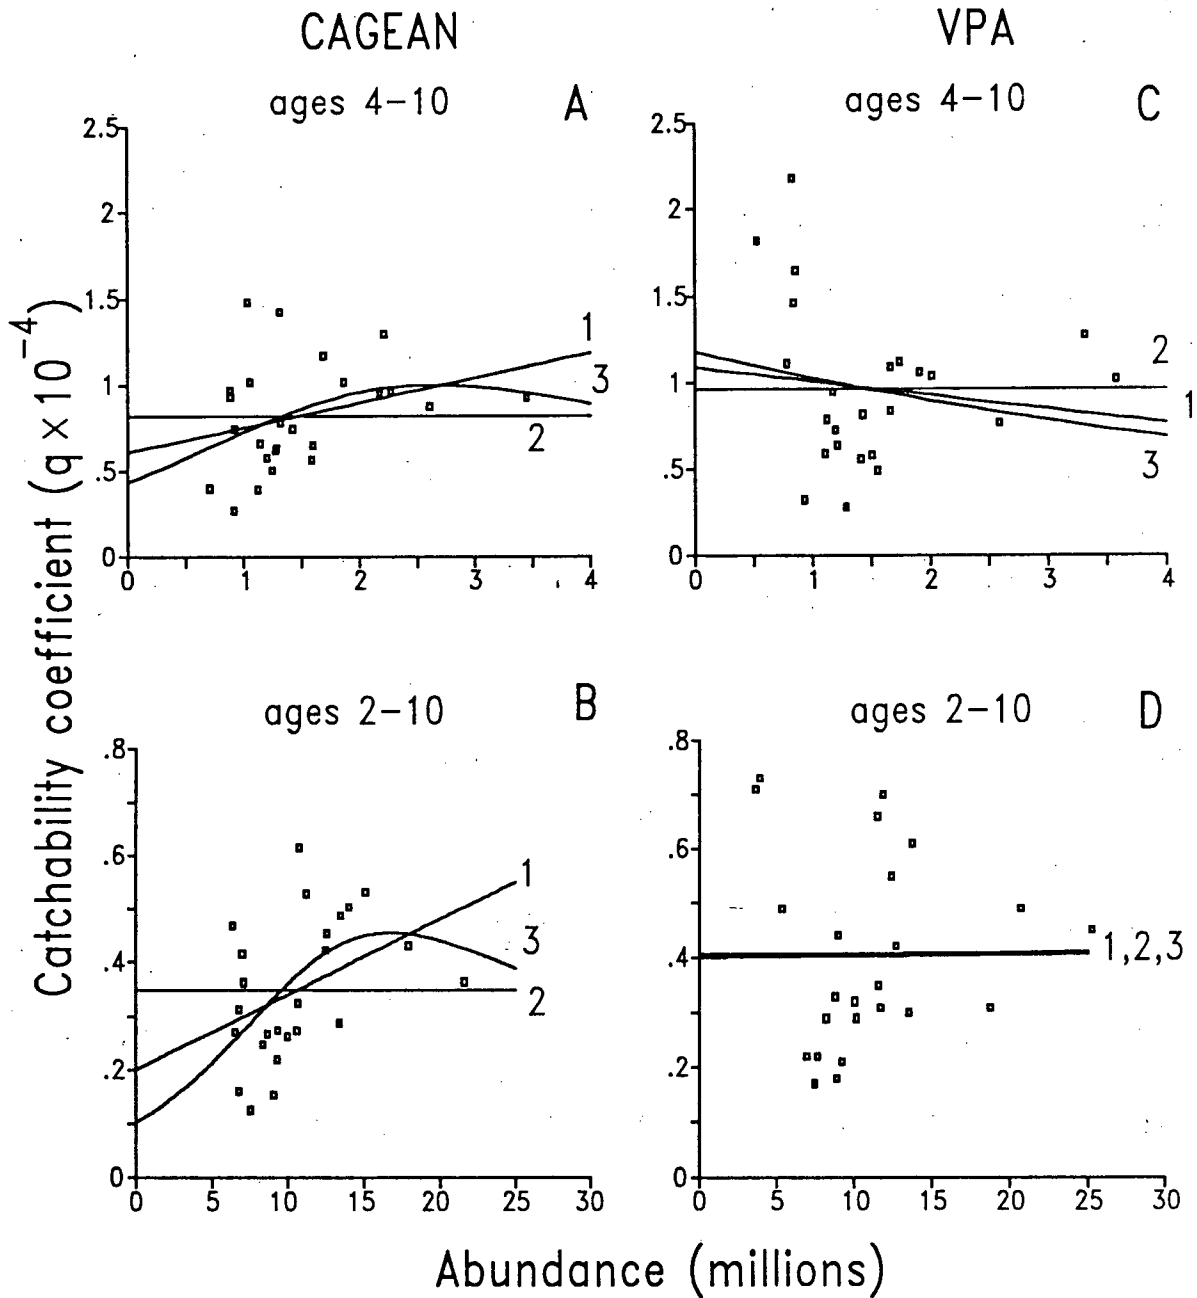 CAGEAN
VPA
ages 4-10 A
ages 4-10 C
Catchability coefficient (q × 10⁻⁴)
2.5
2
1.5
1
.5
0
0 1 2 3 4
1
3
2
2.5
2
1.5
1
.5
0
0 1 2 3 4
2
1
3
ages 2-10 B
ages 2-10 D
.8
.6
.4
.2
0
0 5 10 15 20 25 30
1
3
2
.8
.6
.4
.2
0
0 5 10 15 20 25 30
1,2,3
Abundance (millions)